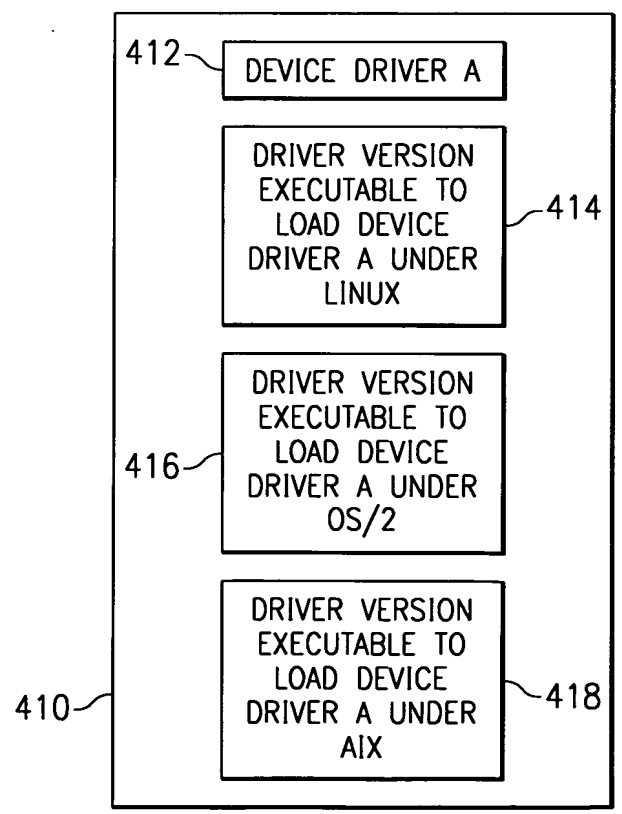 412
DEVICE DRIVER A
DRIVER VERSION
EXECUTABLE TO
LOAD DEVICE
DRIVER A UNDER
LINUX
414
DRIVER VERSION
EXECUTABLE TO
LOAD DEVICE
DRIVER A UNDER
OS/2
416
DRIVER VERSION
EXECUTABLE TO
LOAD DEVICE
DRIVER A UNDER
AIX
418
410